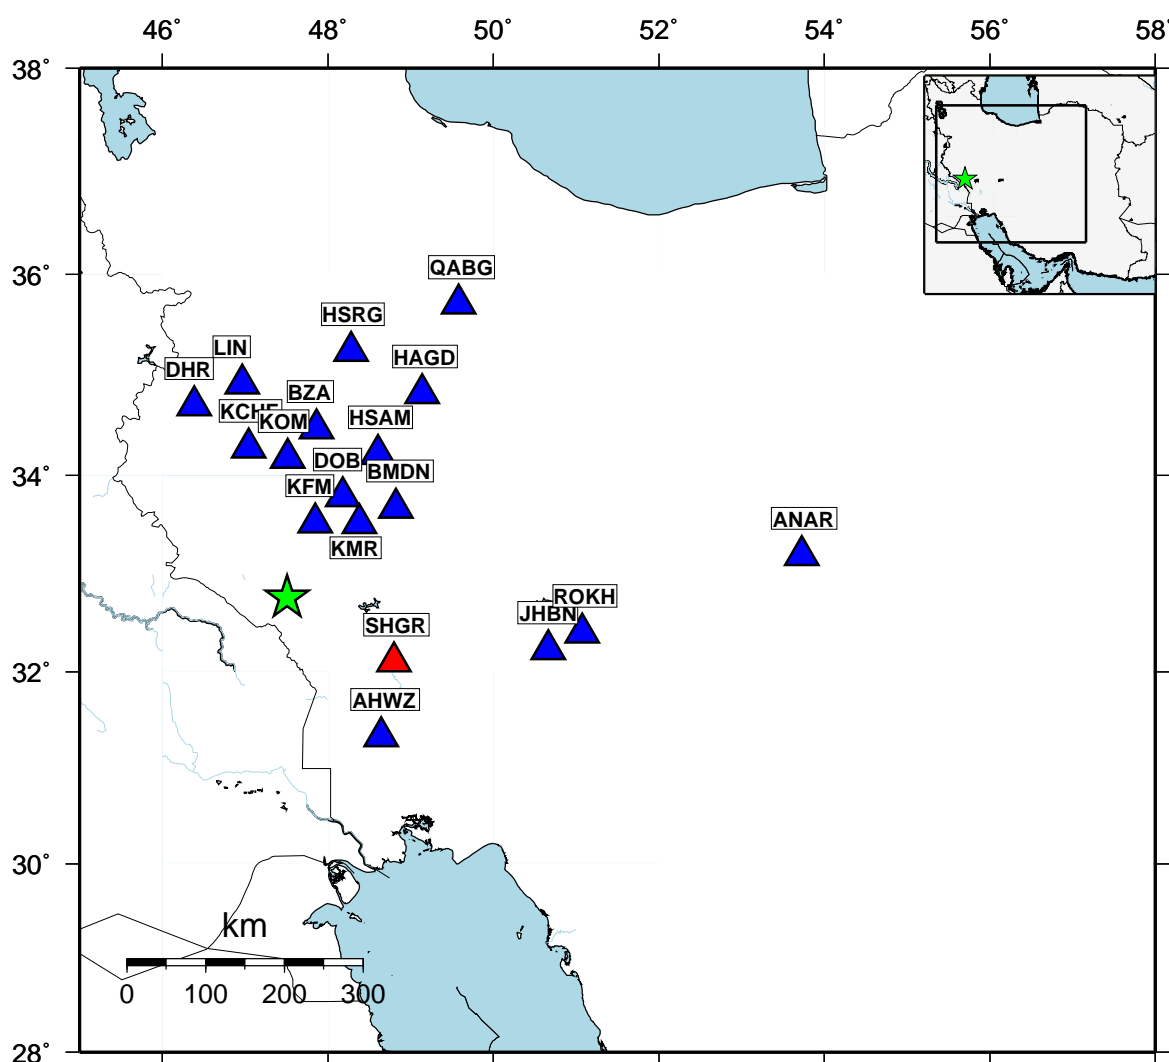 46˚ 48˚ 50˚ 52˚ 54˚ 56˚ 58˚
38˚
36˚
34˚
32˚
30˚
28˚
QABG
HSRG
LIN
HAGD
DHR
BZA
KCHF
KOM
HSAM
DOB
BMDN
KFM
ANAR
KMR
ROKH
JHBN
SHGR
AHWZ
km
0 100 200 300